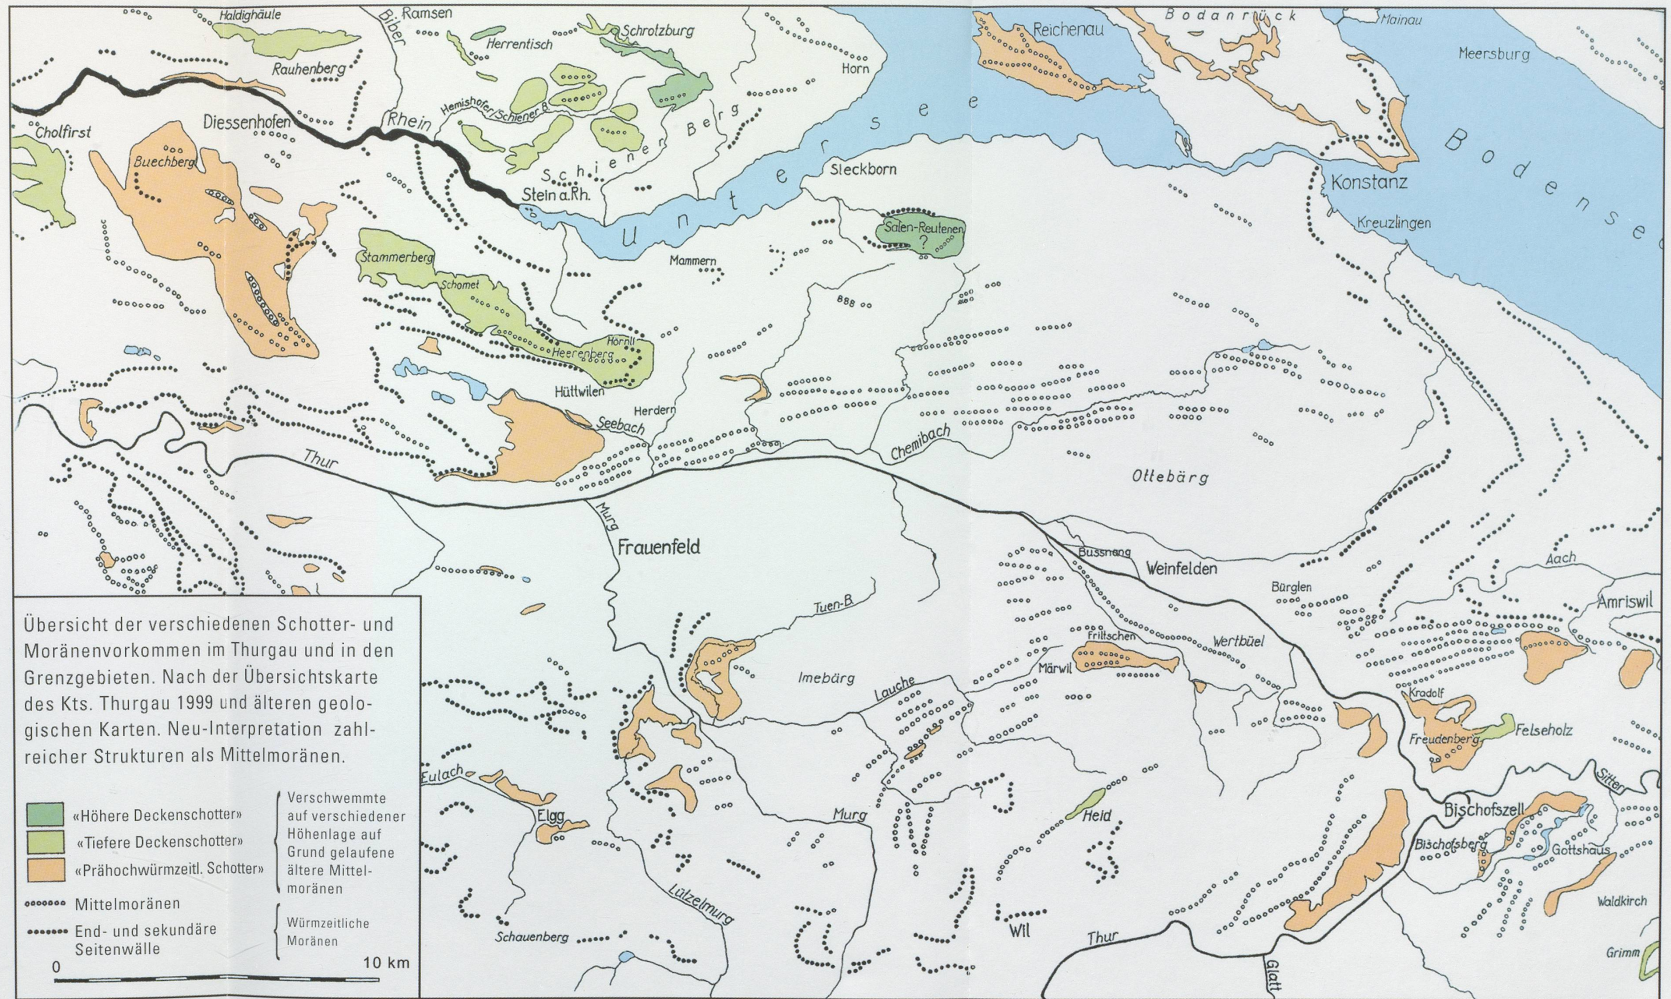 Haldighäule
Biber
Ramsen
Schrotzburg
Herrentisch
Rauhenberg
Horn
Reichenau
Bodanrück
Mainau
Meersburg
Cholfirst
Diessenhofen
Rhein
Hemishofer/Schiener B.
Schiener Berg
Buechberg
Stein a.Rh.
Untersee
Steckborn
Konstanz
Bodensee
Kreuzlingen
Salen-Reutenen
?
Mammern
Stammerberg
Schomet
Hörnli
Heerenberg
Hüttwilen
Herdern
Seebach
Chemibach
Thur
Ottebärg
Murg
Frauenfeld
Bussnang
Weinfelden
Bürglen
Aach
Amriswil
Tuen-B.
Friltschen
Märwil
Wertbüel
Imebärg
Lauche
Kradolf
Freudenberg
Felseholz
Eulach
Elgg
Murg
Heid
Sitter
Bischofszell
Bischofsberg
Gottshaus
Waldkirch
Lützelmurg
Schauenberg
Wil
Thur
Glatt
Grimm
Übersicht der verschiedenen Schotter- und
Moränenvorkommen im Thurgau und in den
Grenzgebieten. Nach der Übersichtskarte
des Kts. Thurgau 1999 und älteren geolo-
gischen Karten. Neu-Interpretation zahl-
reicher Strukturen als Mittelmoränen.
«Höhere Deckenschotter»
«Tiefere Deckenschotter»
«Prähochwürmzeitl. Schotter»
Verschwemmte
auf verschiedener
Höhenlage auf
Grund gelaufene
ältere Mittel-
moränen
Mittelmoränen
End- und sekundäre
Seitenwälle
Würmzeitliche
Moränen
0 10 km